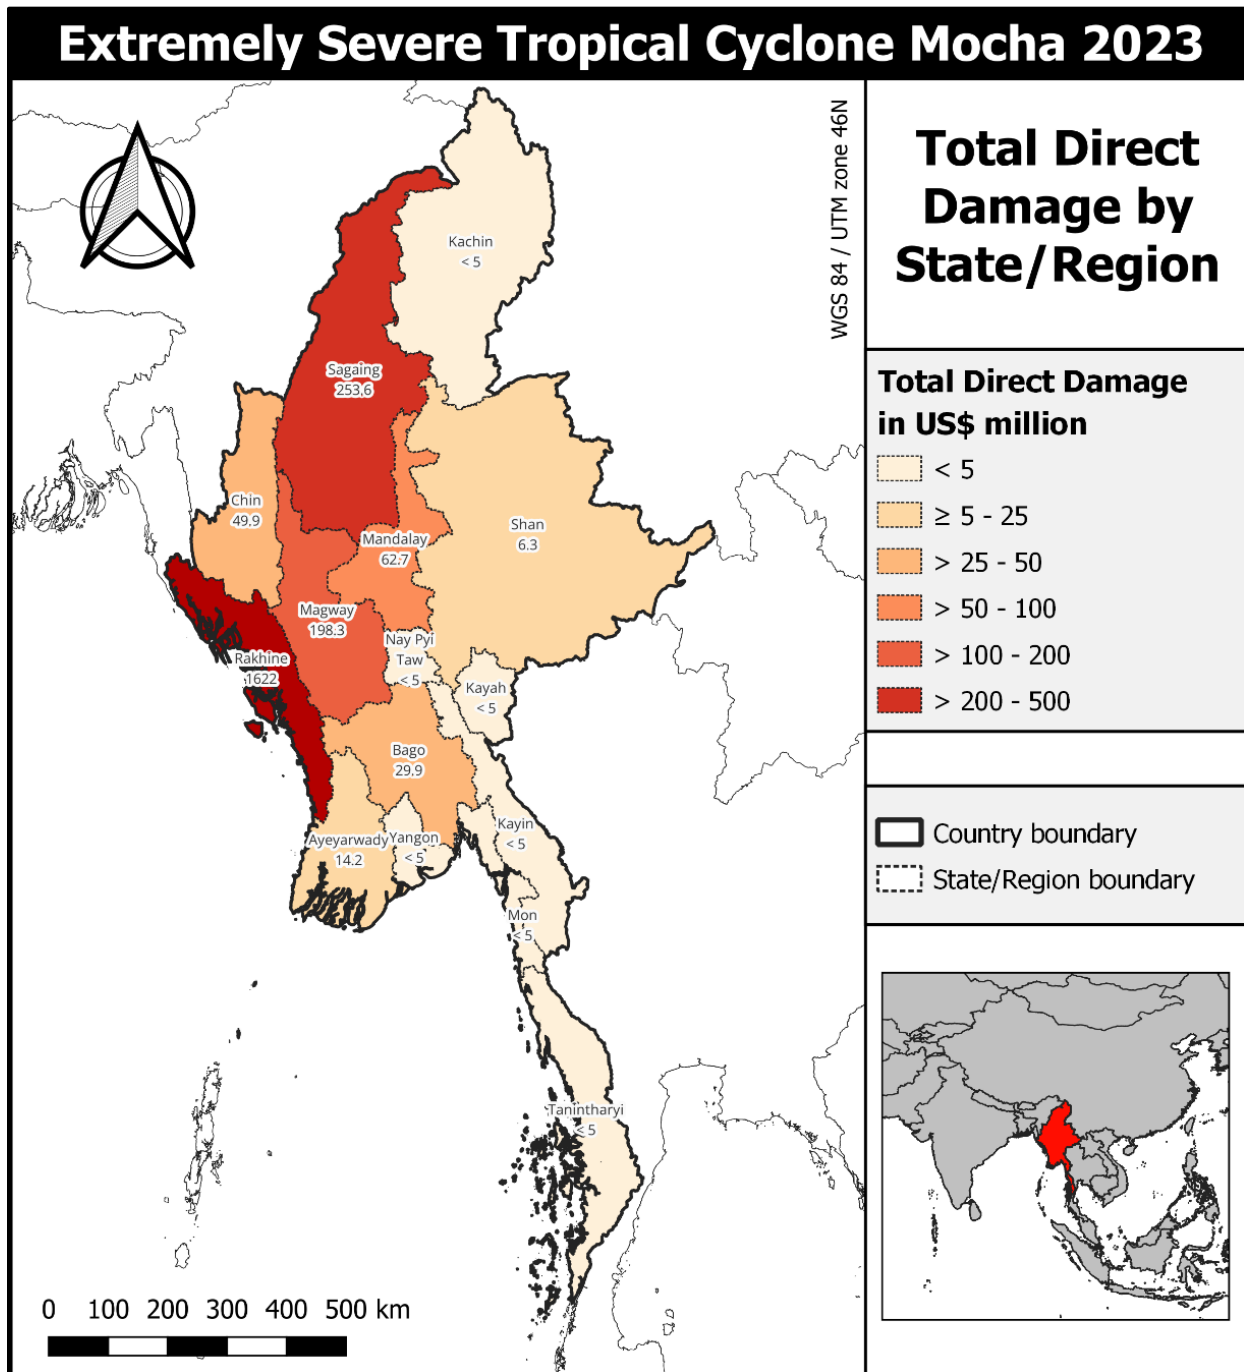 Extremely Severe Tropical Cyclone Mocha 2023
WGS 84 / UTM zone 46N
Kachin
< 5
Sagaing
253.6
Chin
49.9
Shan
6.3
Mandalay
62.7
Magway
198.3
Nay Pyi
Taw
< 5
Rakhine
1622
Kayah
< 5
Bago
29.9
Ayeyarwady
14.2
Yangon
< 5
Kayin
< 5
Mon
< 5
Tanintharyi
< 5
0 100 200 300 400 500 km
Total Direct
Damage by
State/Region
Total Direct Damage
in US$ million
< 5
≥ 5 - 25
> 25 - 50
> 50 - 100
> 100 - 200
> 200 - 500
Country boundary
State/Region boundary